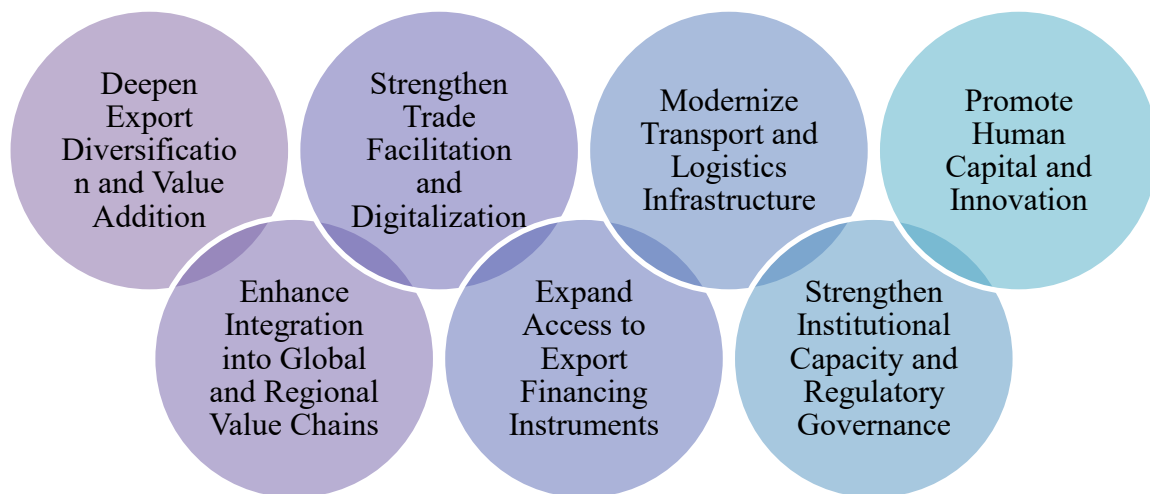 Deepen
Export
Diversificatio
n and Value
Addition
Strengthen
Trade
Facilitation
and
Digitalization
Modernize
Transport and
Logistics
Infrastructure
Promote
Human
Capital and
Innovation
Enhance
Integration
into Global
and Regional
Value Chains
Expand
Access to
Export
Financing
Instruments
Strengthen
Institutional
Capacity and
Regulatory
Governance